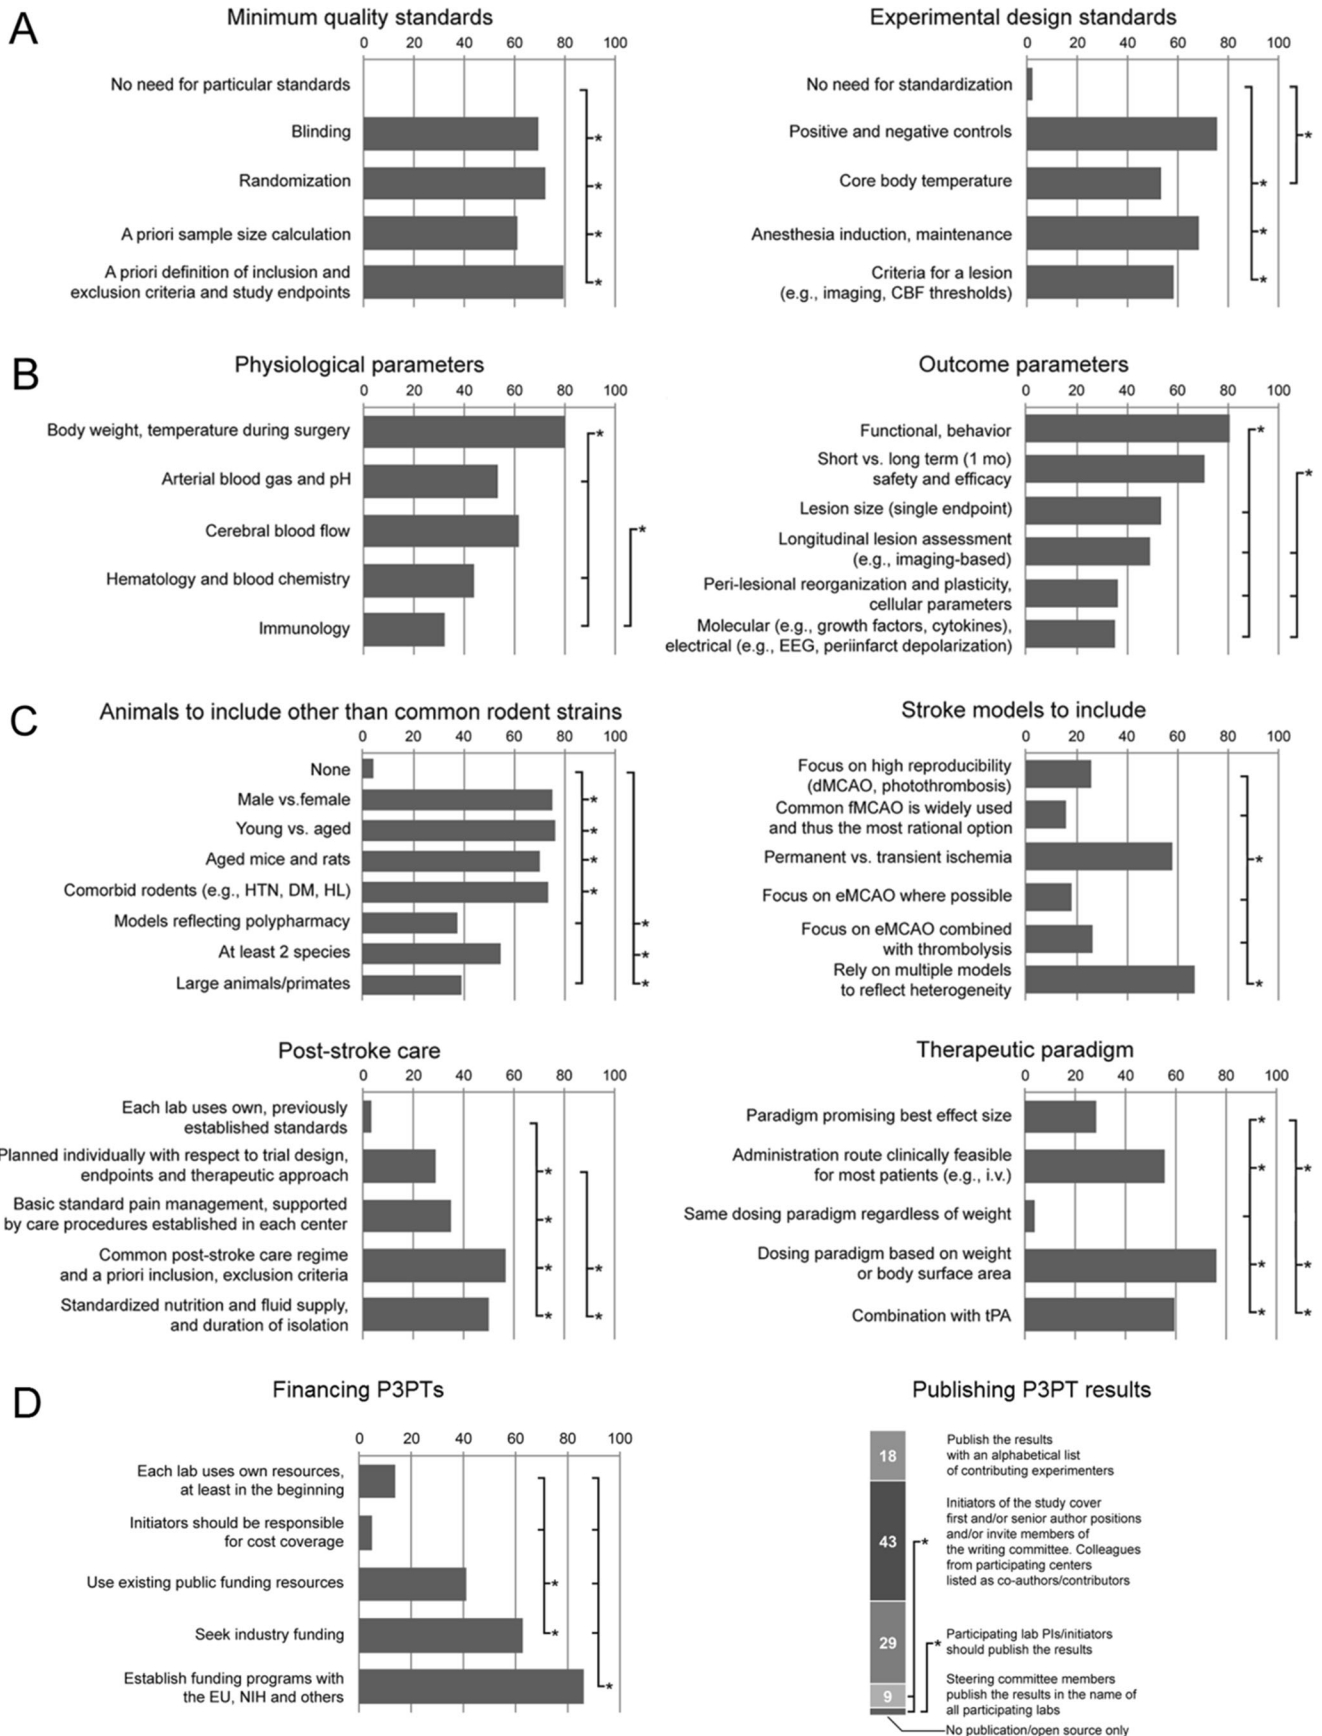 A
Minimum quality standards
0 20 40 60 80 100
No need for particular standards
*
Blinding
*
Randomization
*
A priori sample size calculation
*
A priori definition of inclusion and
exclusion criteria and study endpoints
Experimental design standards
0 20 40 60 80 100
No need for standardization
Positive and negative controls
*
Core body temperature
*
Anesthesia induction, maintenance
*
Criteria for a lesion
(e.g., imaging, CBF thresholds)
*
B
Physiological parameters
0 20 40 60 80 100
Body weight, temperature during surgery
*
Arterial blood gas and pH
Cerebral blood flow
*
Hematology and blood chemistry
Immunology
Outcome parameters
0 20 40 60 80 100
Functional, behavior
*
Short vs. long term (1 mo)
safety and efficacy
*
Lesion size (single endpoint)
Longitudinal lesion assessment
(e.g., imaging-based)
Peri-lesional reorganization and plasticity,
cellular parameters
Molecular (e.g., growth factors, cytokines),
electrical (e.g., EEG, periinfarct depolarization)
C
Animals to include other than common rodent strains
0 20 40 60 80 100
None
Male vs.female
*
Young vs. aged
*
Aged mice and rats
*
Comorbid rodents (e.g., HTN, DM, HL)
*
Models reflecting polypharmacy
*
At least 2 species
*
Large animals/primates
*
Stroke models to include
0 20 40 60 80 100
Focus on high reproducibility
(dMCAO, photothrombosis)
Common fMCAO is widely used
and thus the most rational option
Permanent vs. transient ischemia
*
Focus on eMCAO where possible
Focus on eMCAO combined
with thrombolysis
Rely on multiple models
to reflect heterogeneity
*
Post-stroke care
0 20 40 60 80 100
Each lab uses own, previously
established standards
Planned individually with respect to trial design,
endpoints and therapeutic approach
*
Basic standard pain management, supported
by care procedures established in each center
*
Common post-stroke care regime
and a priori inclusion, exclusion criteria
* *
Standardized nutrition and fluid supply,
and duration of isolation
* *
Therapeutic paradigm
0 20 40 60 80 100
Paradigm promising best effect size
*
Administration route clinically feasible
for most patients (e.g., i.v.)
* *
Same dosing paradigm regardless of weight
Dosing paradigm based on weight
or body surface area
* *
Combination with tPA
* *
D
Financing P3PTs
0 20 40 60 80 100
Each lab uses own resources,
at least in the beginning
Initiators should be responsible
for cost coverage
Use existing public funding resources
*
Seek industry funding
*
Establish funding programs with
the EU, NIH and others
*
Publishing P3PT results
18
Publish the results
with an alphabetical list
of contributing experimenters
43
*
Initiators of the study cover
first and/or senior author positions
and/or invite members of
the writing committee. Colleagues
from participating centers
listed as co-authors/contributors
29
*
Participating lab PIs/initiators
should publish the results
9
Steering committee members
publish the results in the name of
all participating labs
No publication/open source only